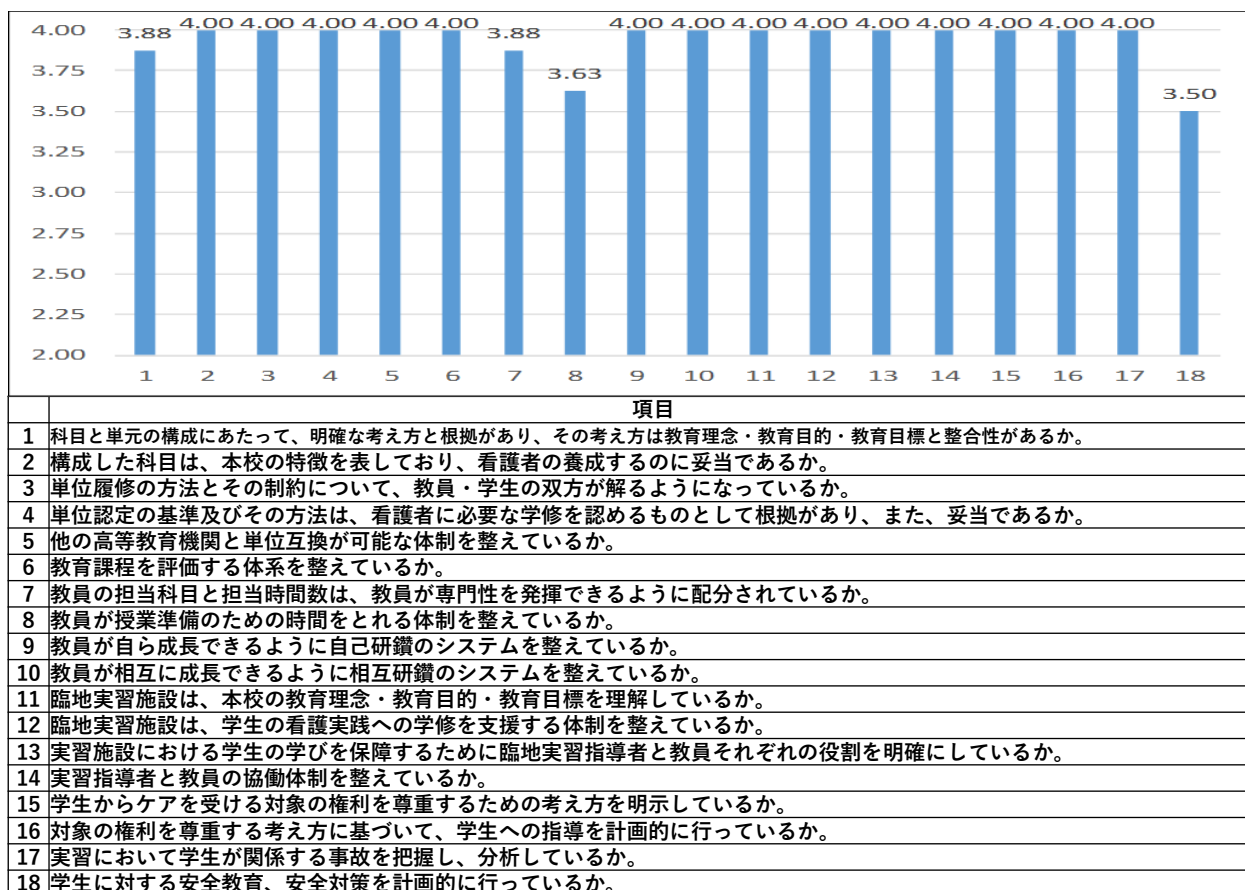 4.00
3.75
3.50
3.25
3.00
2.75
2.50
2.25
2.00
3.88 4.00 4.00 4.00 4.00 4.00 3.88 3.63 4.00 4.00 4.00 4.00 4.00 4.00 4.00 4.00 4.00 3.50
1 2 3 4 5 6 7 8 9 10 11 12 13 14 15 16 17 18
項目
1 科目と単元の構成にあたって、明確な考え方と根拠があり、その考え方は教育理念・教育目的・教育目標と整合性があるか。
2 構成した科目は、本校の特徴を表しており、看護者の養成するのに妥当であるか。
3 単位履修の方法とその制約について、教員・学生の双方が解るようになっているか。
4 単位認定の基準及びその方法は、看護者に必要な学修を認めるものとして根拠があり、また、妥当であるか。
5 他の高等教育機関と単位互換が可能な体制を整えているか。
6 教育課程を評価する体系を整えているか。
7 教員の担当科目と担当時間数は、教員が専門性を発揮できるように配分されているか。
8 教員が授業準備のための時間をとれる体制を整えているか。
9 教員が自ら成長できるように自己研鑽のシステムを整えているか。
10 教員が相互に成長できるように相互研鑽のシステムを整えているか。
11 臨地実習施設は、本校の教育理念・教育目的・教育目標を理解しているか。
12 臨地実習施設は、学生の看護実践への学修を支援する体制を整えているか。
13 実習施設における学生の学びを保障するために臨地実習指導者と教員それぞれの役割を明確にしているか。
14 実習指導者と教員の協働体制を整えているか。
15 学生からケアを受ける対象の権利を尊重するための考え方を明示しているか。
16 対象の権利を尊重する考え方に基づいて、学生への指導を計画的に行っているか。
17 実習において学生が関係する事故を把握し、分析しているか。
18 学生に対する安全教育、安全対策を計画的に行っているか。